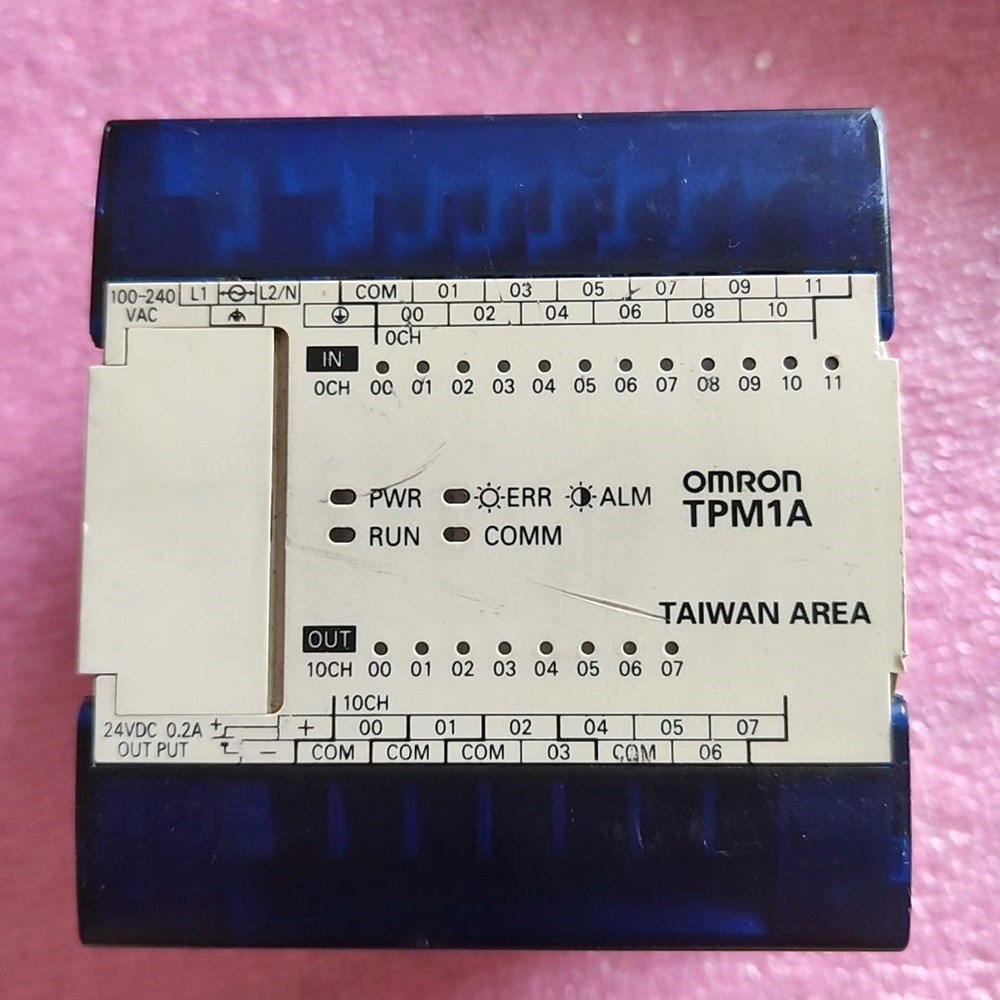 100-240 L1 L2/N COM 01 03 05 07 09 11
VAC 00 02 04 06 08 10
0CH
IN
0CH 00 01 02 03 04 05 06 07 08 09 10 11
PWR ERR ALM
RUN COMM
OMRON
TPM1A
TAIWAN AREA
OUT
10CH 00 01 02 03 04 05 06 07
10CH
24VDC 0.2A + + 00 01 02 04 05 07
OUT PUT - - COM COM COM 03 COM 06